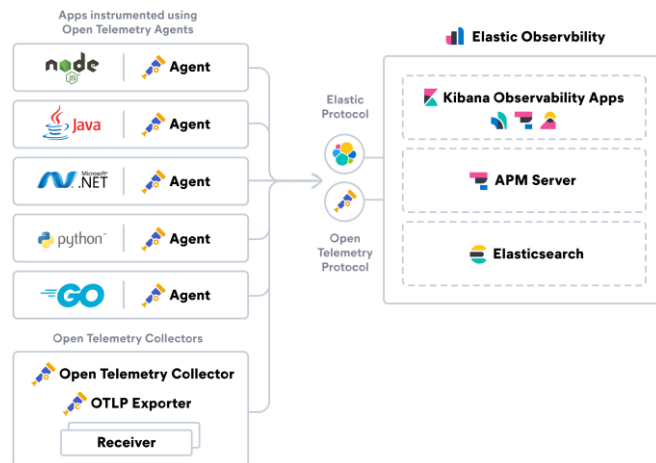 Apps instrumented using
Open Telemetry Agents
node
JS
Agent
Java
Agent
Microsoft
.NET
Agent
python™
Agent
GO
Agent
Open Telemetry Collectors
Open Telemetry Collector
OTLP Exporter
Receiver
Elastic
Protocol
Open
Telemetry
Protocol
Elastic Observbility
Kibana Observability Apps
APM Server
Elasticsearch